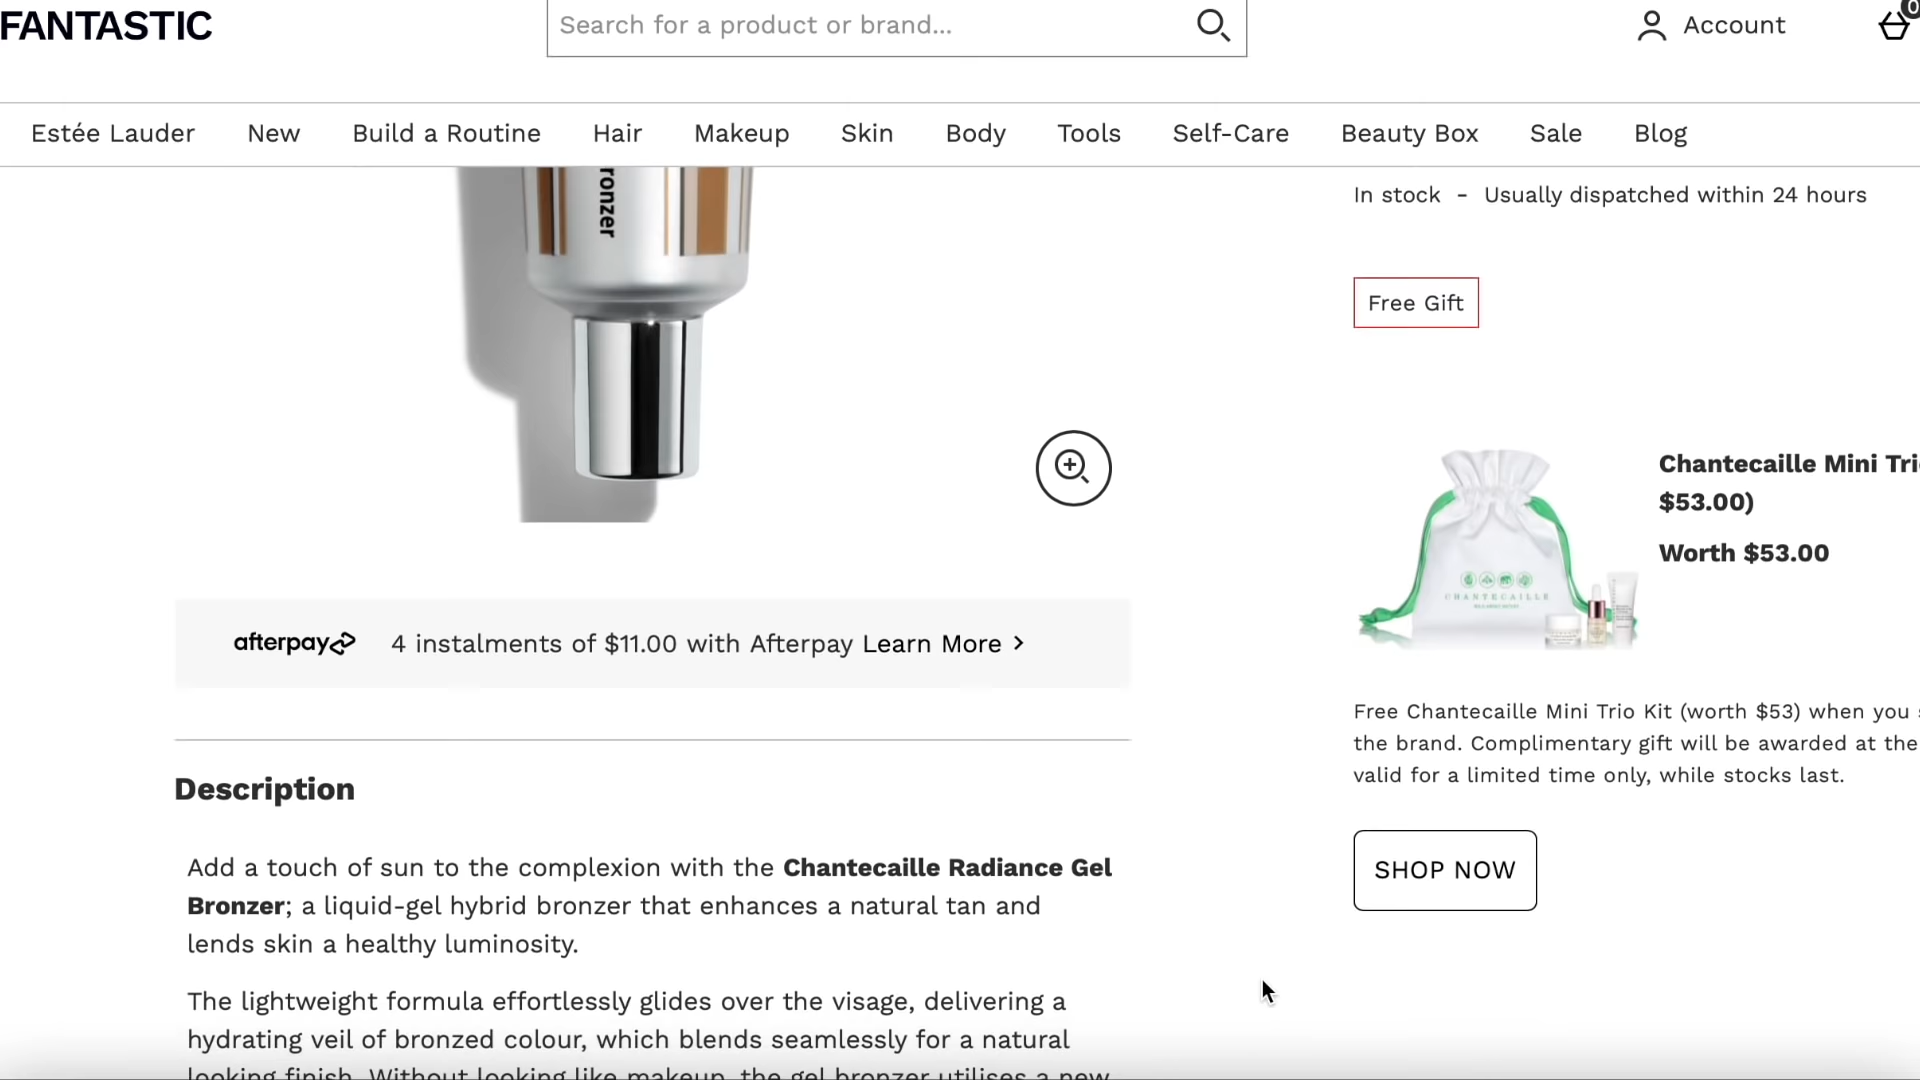 FANTASTIC
Search for a product or brand...
Account
0
Estée Lauder New Build a Routine Hair Makeup Skin Body Tools Self-Care Beauty Box Sale Blog
ronzer
In stock - Usually dispatched within 24 hours
Free Gift
Chantecaille Mini Tri
$53.00)
Worth $53.00
CHANTECAILLE
afterpay 4 instalments of $11.00 with Afterpay Learn More
Free Chantecaille Mini Trio Kit (worth $53) when you
the brand. Complimentary gift will be awarded at the
valid for a limited time only, while stocks last.
SHOP NOW
Description
Add a touch of sun to the complexion with the Chantecaille Radiance Gel
Bronzer; a liquid-gel hybrid bronzer that enhances a natural tan and
lends skin a healthy luminosity.
The lightweight formula effortlessly glides over the visage, delivering a
hydrating veil of bronzed colour, which blends seamlessly for a natural
looking finish. Without looking like makeup, the gel bronzer utilises a new